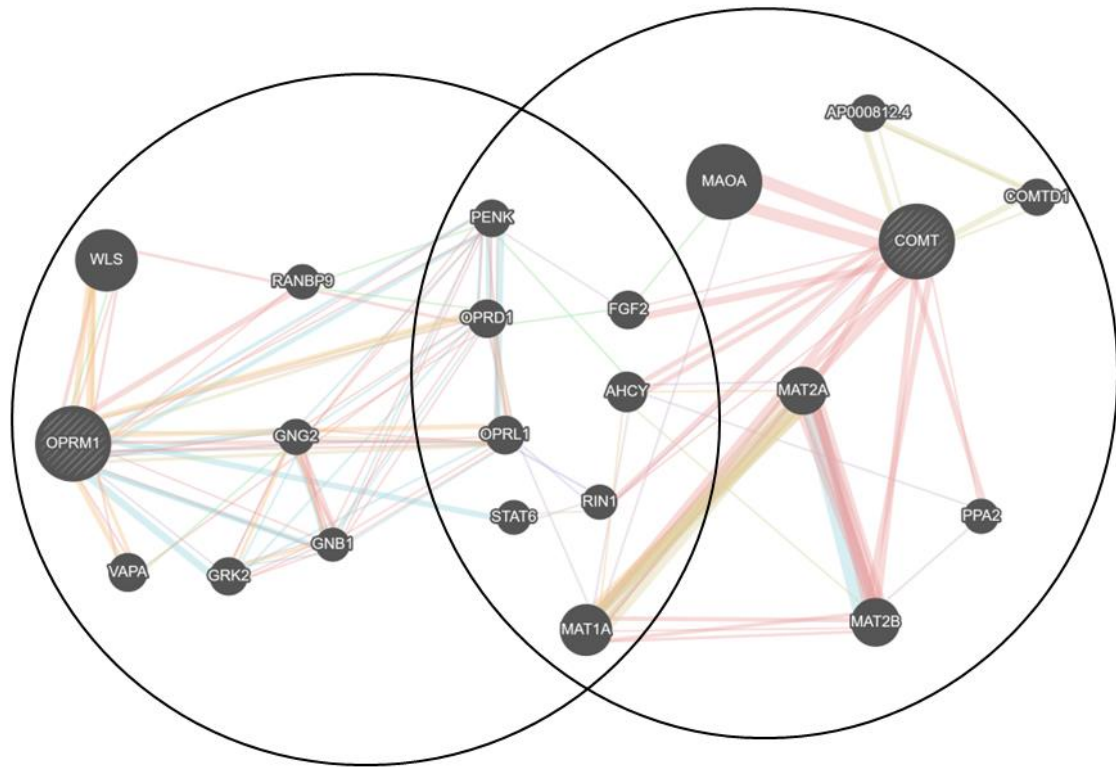 AP000812.4
MAOA
COMTD1
PENK
COMT
WLS
RANBP9
FGF2
OPRD1
AHCY
MAT2A
OPRM1
GNG2
OPRL1
RIN1
STAT6
PPA2
GNB1
VAPA
GRK2
MAT1A
MAT2B